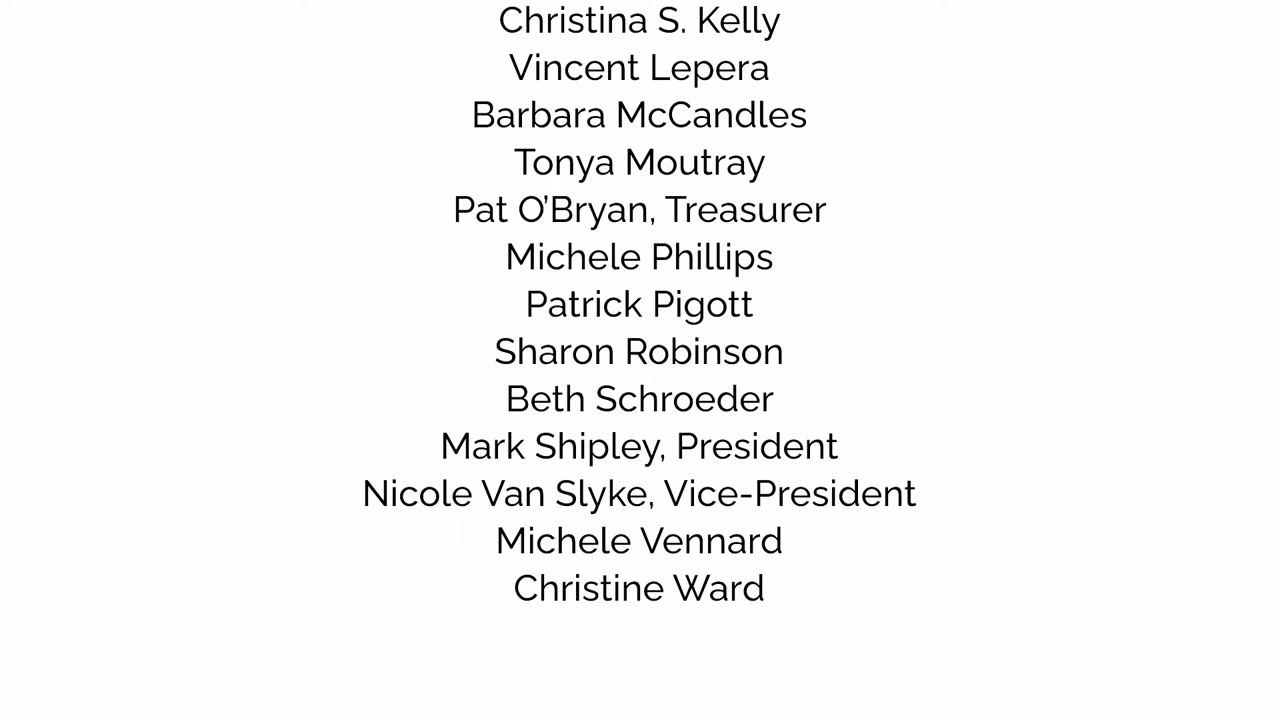 Christina S. Kelly
Vincent Lepera
Barbara McCandles
Tonya Moutray
Pat O’Bryan, Treasurer
Michele Phillips
Patrick Pigott
Sharon Robinson
Beth Schroeder
Mark Shipley, President
Nicole Van Slyke, Vice-President
Michele Vennard
Christine Ward